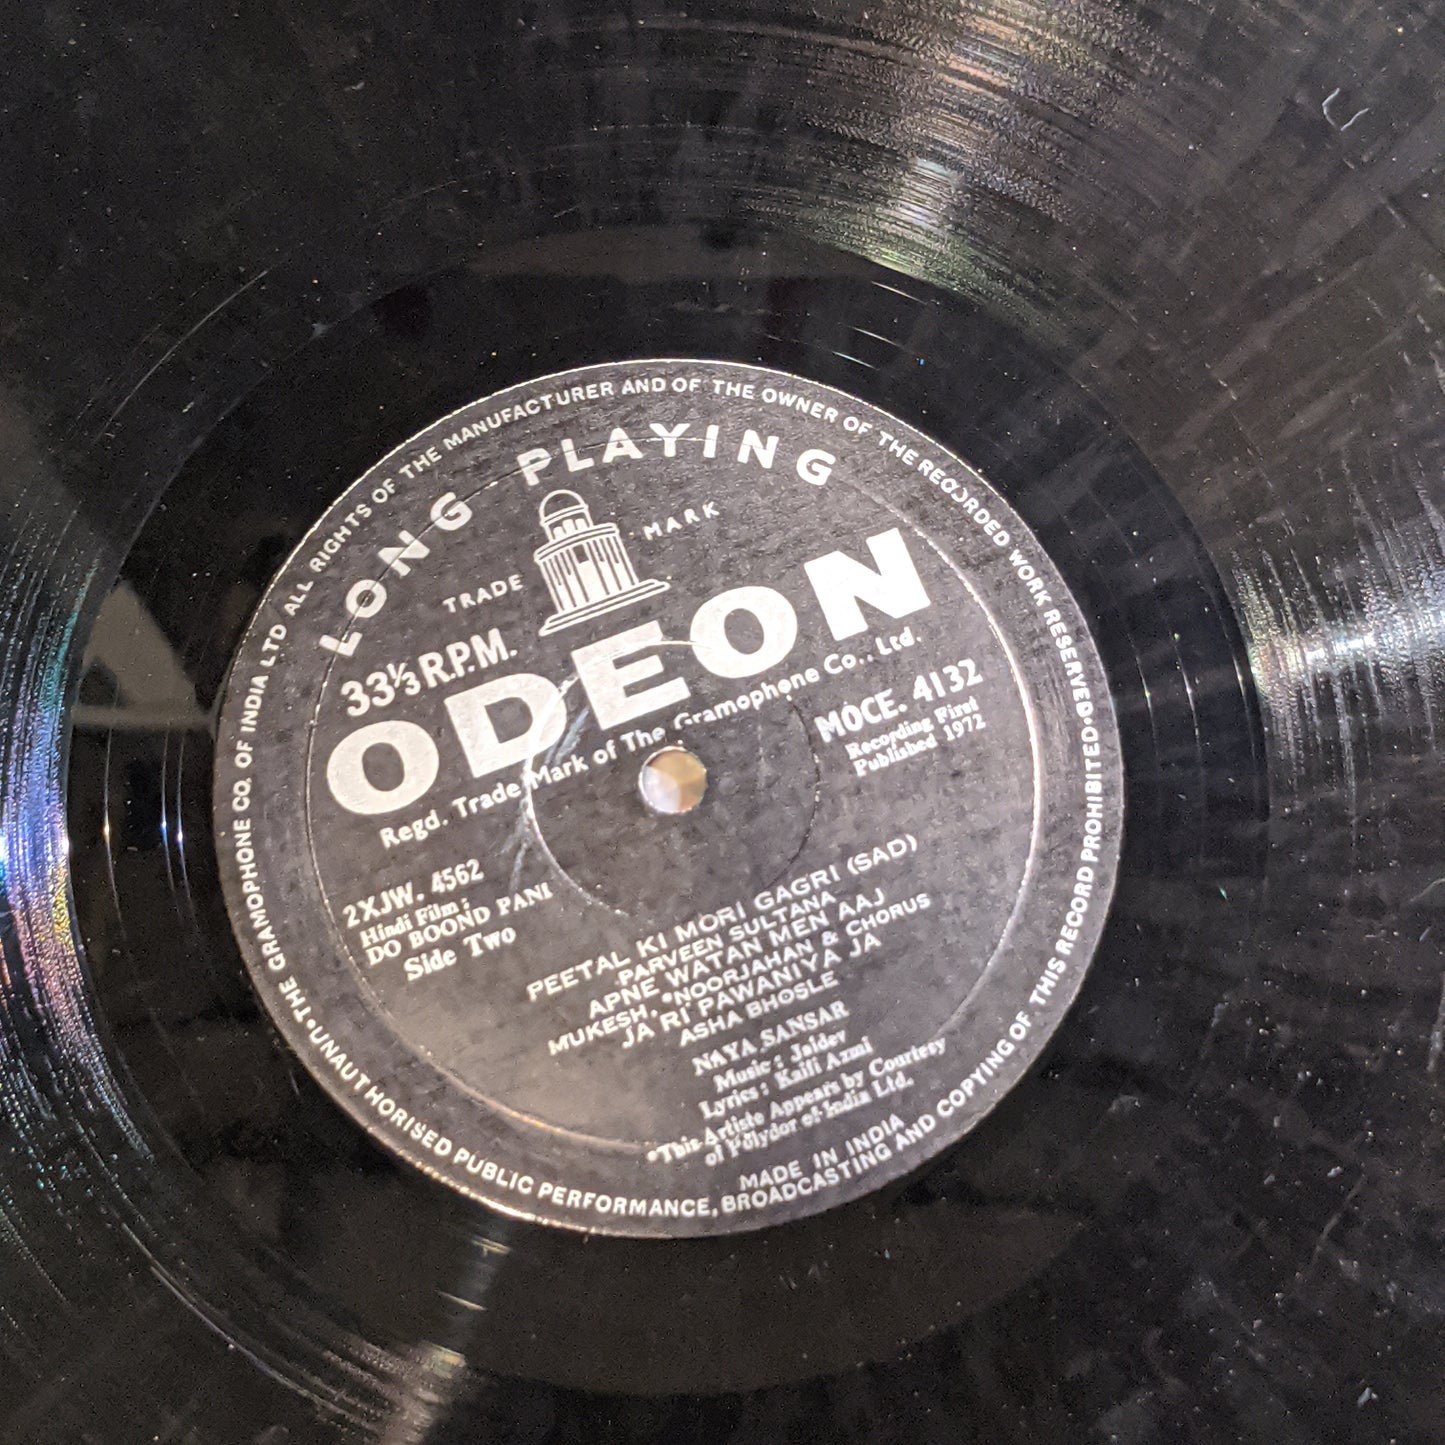 ALL RIGHTS OF THE MANUFACTURER AND OF THE OWNER OF THE RECORDED WORK RESERVED•
•UNAUTHORISED PUBLIC PERFORMANCE, BROADCASTING AND COPYING OF THIS RECORD PROHIBITED•
THE GRAMOPHONE CO. OF INDIA LTD
LONG PLAYING
TRADE MARK
33⅓ R.P.M.
ODEON
Regd. Trade Mark of The Gramophone Co., Ltd.
MOCE. 4132
Recording First
Published 1972
2XJW. 4562
Hindi Film:
DO BOOND PANI
Side Two
PEETAL KI MORI GAGRI (SAD)
PARVEEN SULTANA
APNE WATAN MEN AAJ
MUKESH, *NOORJAHAN & CHORUS
JA RI PAWANIYA JA
ASHA BHOSLE
NAYA SANSAR
Music: Jaidev
Lyrics: Kaifi Azmi
*This Artiste Appears by Courtesy
of Polydor of India Ltd.
MADE IN INDIA